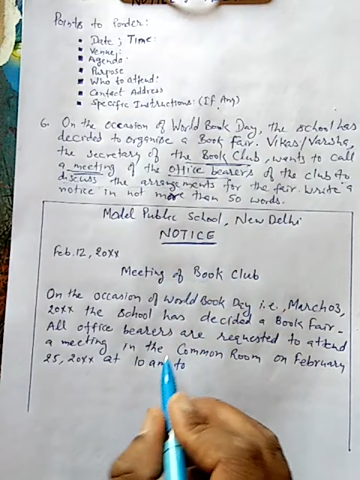 NOTICE
Points to Ponder:
▪ Date ; Time:
▪ Venue:
▪ Agenda:
▪ Purpose
▪ Who to attend:
▪ Contact Address
▪ Specific Instructions: (If Any)
6. On the occasion of World Book Day, the school has
decided to organise a Book Fair. Vikas/Varsha,
the secretary of the Book Club, wants to call
a meeting of the office bearers of the club to
discuss the arrangements for the fair. Write a
notice in not more than 50 words.
Model Public School, New Delhi
NOTICE
Feb. 12, 20xx
Meeting of Book Club
On the occasion of World Book Day i.e., March 03,
20xx the school has decided a Book Fair.
All office bearers are requested to attend
a meeting in the Common Room on February
25, 20xx at 10 am to